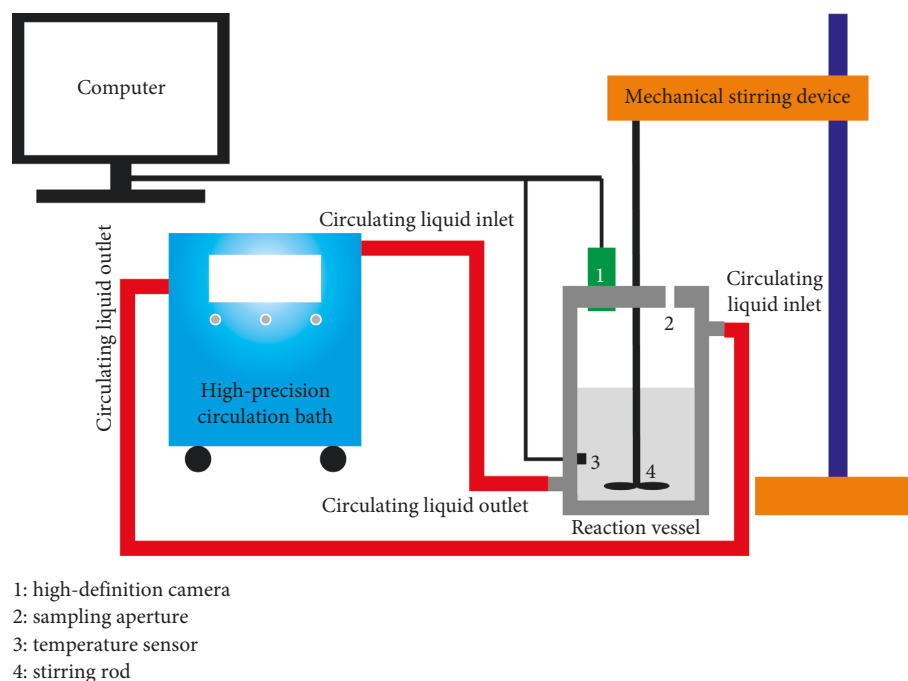 Computer
Mechanical stirring device
Circulating liquid inlet
Circulating liquid outlet
1
Circulating
liquid inlet
2
High-precision
circulation bath
3
4
Circulating liquid outlet
Reaction vessel
1: high-definition camera
2: sampling aperture
3: temperature sensor
4: stirring rod